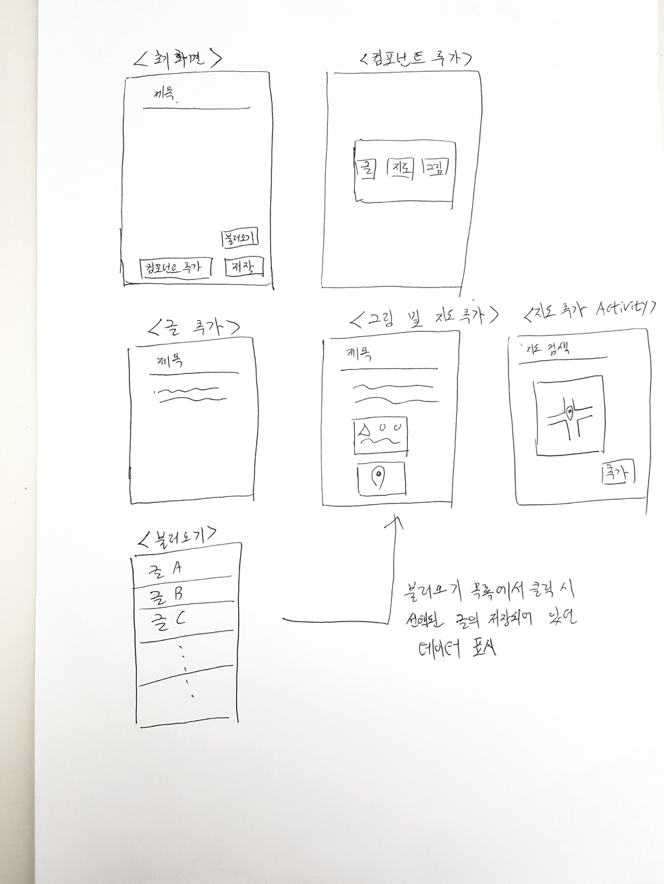 <초기화면>
제목
불러오기
컴포넌트 추가
저장
<컴포넌트 추가>
글
지도
그림
<글 추가>
제목
<그림 및 지도 추가>
제목
<지도 추가 Activity>
지도 검색
추가
<불러오기>
글 A
글 B
글 C
불러오기 목록에서 클릭 시
선택된 글의 저장되어 있던
데이터 표시